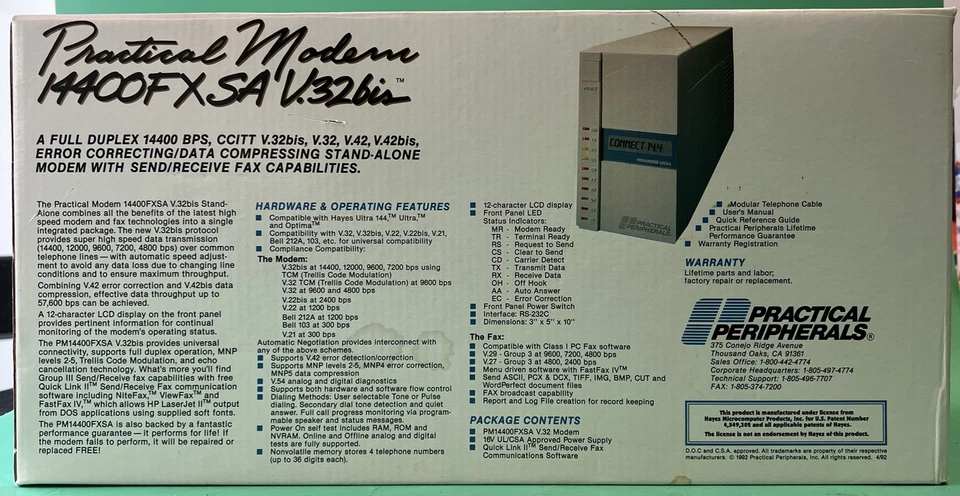 Practical Modem
14400FXSA V.32bis™
A FULL DUPLEX 14400 BPS, CCITT V.32bis, V.32, V.42, V.42bis,
ERROR CORRECTING/DATA COMPRESSING STAND-ALONE
MODEM WITH SEND/RECEIVE FAX CAPABILITIES.
The Practical Modem 14400FXSA V.32bis Stand-
Alone combines all the benefits of the latest high
speed modem and fax technologies into a single
integrated package. The new V.32bis protocol
provides super high speed data transmission
(14400, 12000, 9600, 7200, 4800 bps) over common
telephone lines — with automatic speed adjust-
ment to avoid any data loss due to changing line
conditions and to ensure maximum throughput.
Combining V.42 error correction and V.42bis data
compression, effective data throughput up to
57,600 bps can be achieved.
A 12-character LCD display on the front panel
provides pertinent information for continual
monitoring of the modem's operating status.
The PM14400FXSA V.32bis provides universal
connectivity, supports full duplex operation, MNP
levels 2-5, Trellis Code Modulation, and echo
cancellation technology. What's more you'll find
Group III Send/Receive fax capabilities with free
Quick Link II™ Send/Receive Fax communication
software including NiteFax,™ ViewFax™ and
FastFax IV,™ which allows HP LaserJet II™ output
from DOS applications using supplied soft fonts.
The PM14400FXSA is also backed by a fantastic
performance guarantee — it performs for life! If
the modem fails to perform, it will be repaired or
replaced FREE!
HARDWARE & OPERATING FEATURES
■ Compatible with Hayes Ultra 144,™ Ultra,™
and Optima™
■ Compatibility with V.32, V.32bis, V.22, V.22bis, V.21,
Bell 212A, 103, etc. for universal compatibility
■ Compliance Compatibility:
The Modem:
V.32bis at 14400, 12000, 9600, 7200 bps using
TCM (Trellis Code Modulation)
V.32 TCM (Trellis Code Modulation) at 9600 bps
V.32 at 9600 and 4800 bps
V.22bis at 2400 bps
V.22 at 1200 bps
Bell 212A at 1200 bps
Bell 103 at 300 bps
V.21 at 300 bps
Automatic Negotiation provides interconnect with
any of the above schemes.
■ Supports V.42 error detection/correction
■ Supports MNP levels 2-5, MNP4 error correction,
MNP5 data compression
■ V.54 analog and digital diagnostics
■ Supports both hardware and software flow control
■ Dialing Methods: User selectable Tone or Pulse
dialing. Secondary dial tone detection and quiet
answer. Full call progress monitoring via program-
mable speaker and status messages.
■ Power On self test includes RAM, ROM and
NVRAM. Online and Offline analog and digital
tests are fully supported.
■ Nonvolatile memory stores 4 telephone numbers
(up to 36 digits each).
■ 12-character LCD display
■ Front Panel LED
Status Indicators:
MR - Modem Ready
TR - Terminal Ready
RS - Request to Send
CS - Clear to Send
CD - Carrier Detect
TX - Transmit Data
RX - Receive Data
OH - Off Hook
AA - Auto Answer
EC - Error Correction
■ Front Panel Power Switch
■ Interface: RS-232C
■ Dimensions: 3" x 5" x 10"
The Fax:
■ Compatible with Class I PC Fax software
■ V.29 - Group 3 at 9600, 7200, 4800 bps
■ V.27 - Group 3 at 4800, 2400 bps
■ Menu driven software with FastFax IV™
■ Send ASCII, PCX & DCX, TIFF, IMG, BMP, CUT and
WordPerfect document files
■ FAX broadcast capability
■ Report and Log File creation for record keeping
PACKAGE CONTENTS
■ PM14400FXSA V.32 Modem
■ 16V UL/CSA Approved Power Supply
■ Quick Link II™ Send/Receive Fax
Communications Software
CONNECT 144
PRACTICAL
PERIPHERALS
■ Modular Telephone Cable
■ User's Manual
■ Quick Reference Guide
■ Practical Peripherals Lifetime
Performance Guarantee
■ Warranty Registration
WARRANTY
Lifetime parts and labor;
factory repair or replacement.
PRACTICAL
PERIPHERALS®
375 Conejo Ridge Avenue
Thousand Oaks, CA 91361
Sales Office: 1-800-442-4774
Corporate Headquarters: 1-805-497-4774
Technical Support: 1-805-496-7707
FAX: 1-805-374-7200
This product is manufactured under license from
Hayes Microcomputer Products, Inc. for U.S. Patent Number
4,549,302 and all applicable patents of Hayes.
The license is not an endorsement by Hayes of this product.
D.O.C and C.S.A. approved. All trademarks are property of their respective
manufacturers. © 1992 Practical Peripherals, Inc. All rights reserved. 4/92